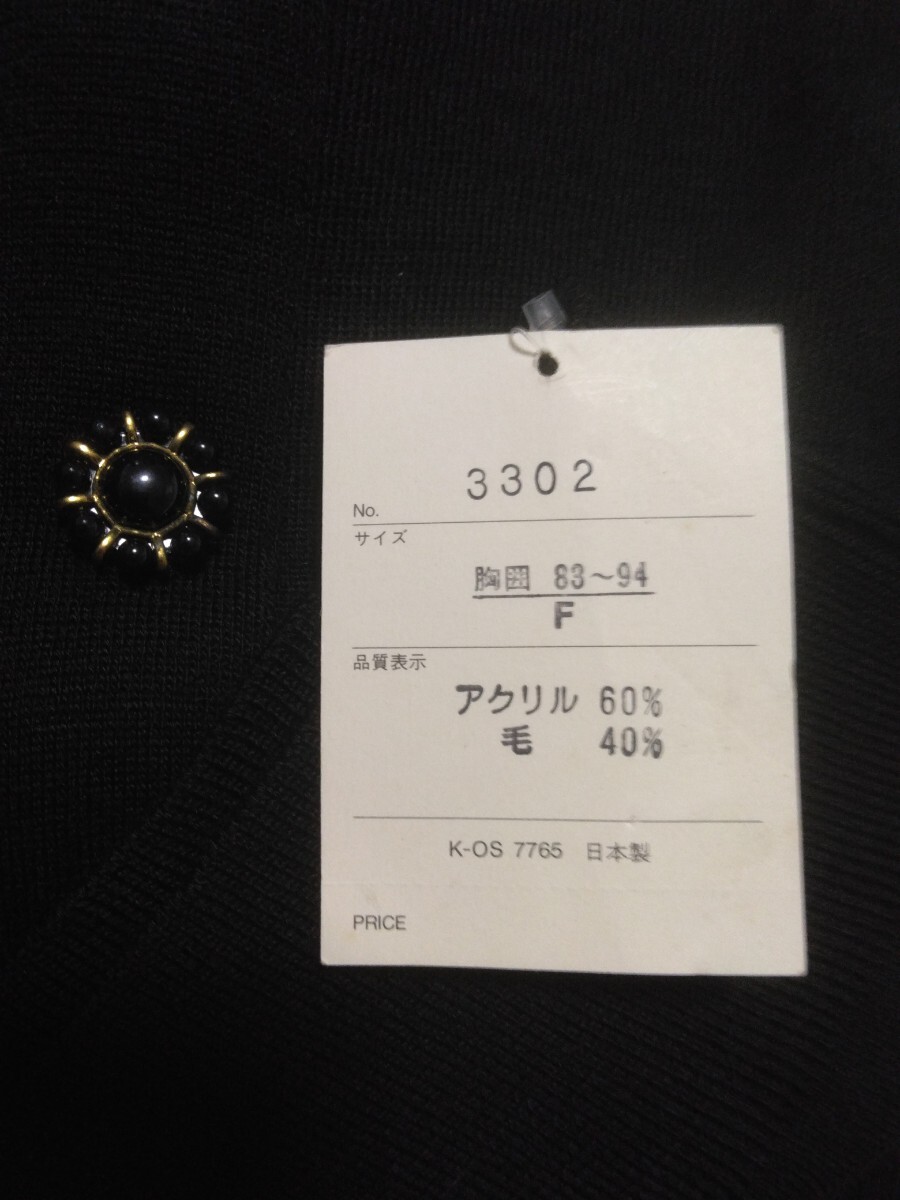 No. 3302
サイズ
胸囲 83~94
F
品質表示
アクリル 60%
毛 40%
K-OS 7765 日本製
PRICE